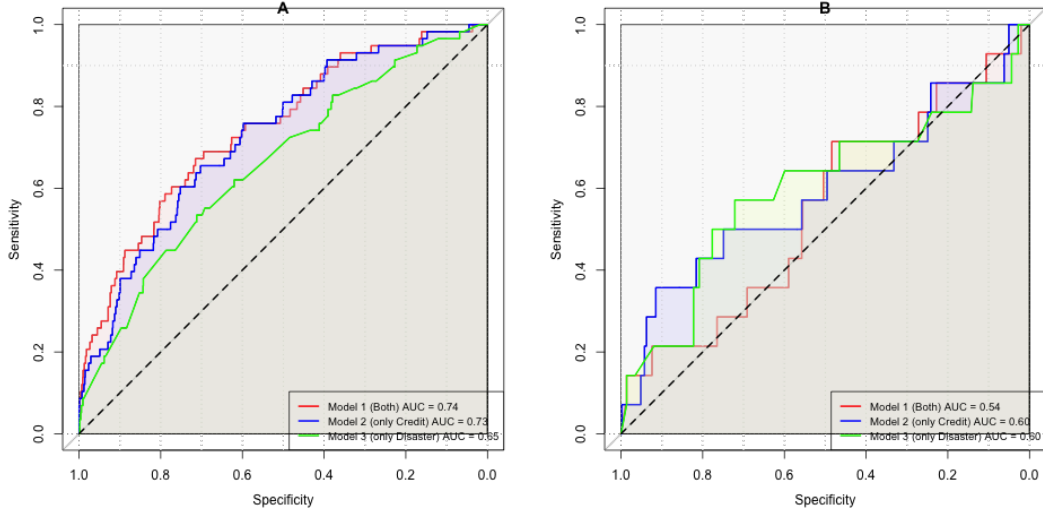 A
1.0
0.8
0.6
0.4
0.2
0.0
Sensitivity
Model 1 (Both) AUC = 0.74
Model 2 (only Credit) AUC = 0.73
Model 3 (only Disaster) AUC = 0.65
1.0 0.8 0.6 0.4 0.2 0.0
Specificity
B
1.0
0.8
0.6
0.4
0.2
0.0
Sensitivity
Model 1 (Both) AUC = 0.54
Model 2 (only Credit) AUC = 0.60
Model 3 (only Disaster) AUC = 0.60
1.0 0.8 0.6 0.4 0.2 0.0
Specificity